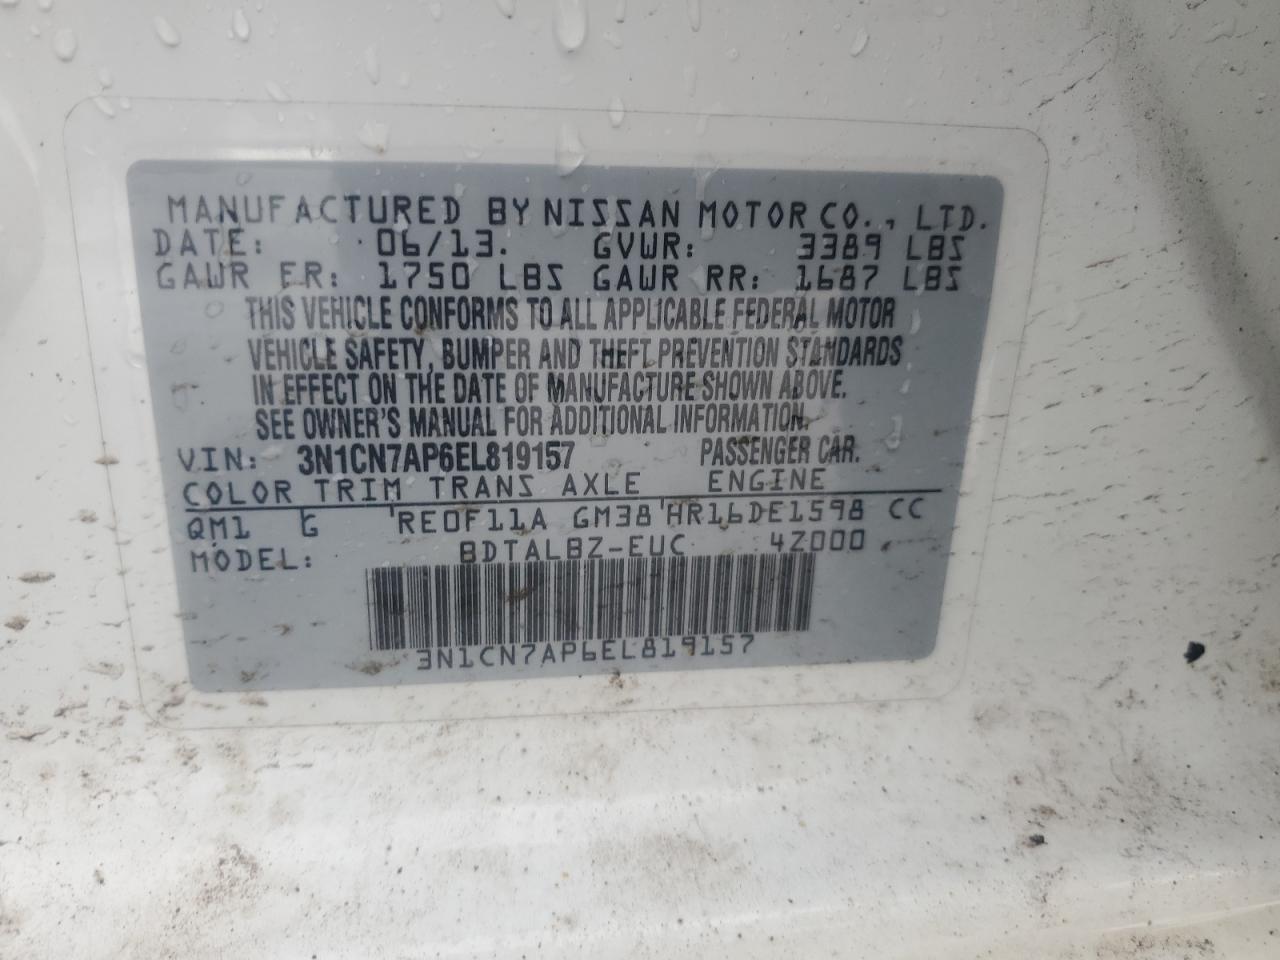 MANUFACTURED BY NISSAN MOTOR CO., LTD.
DATE: 06/13. GVWR: 3389 LBS
GAWR FR: 1750 LBS GAWR RR: 1687 LBS
THIS VEHICLE CONFORMS TO ALL APPLICABLE FEDERAL MOTOR
VEHICLE SAFETY, BUMPER AND THEFT PREVENTION STANDARDS
IN EFFECT ON THE DATE OF MANUFACTURE SHOWN ABOVE.
SEE OWNER'S MANUAL FOR ADDITIONAL INFORMATION.
VIN: 3N1CN7AP6EL819157 PASSENGER CAR.
COLOR TRIM TRANS AXLE ENGINE
QM1 G RE0F11A GM38 HR16DE1598 CC
MODEL: BDTALBZ-EUC 4Z000
3N1CN7AP6EL819157